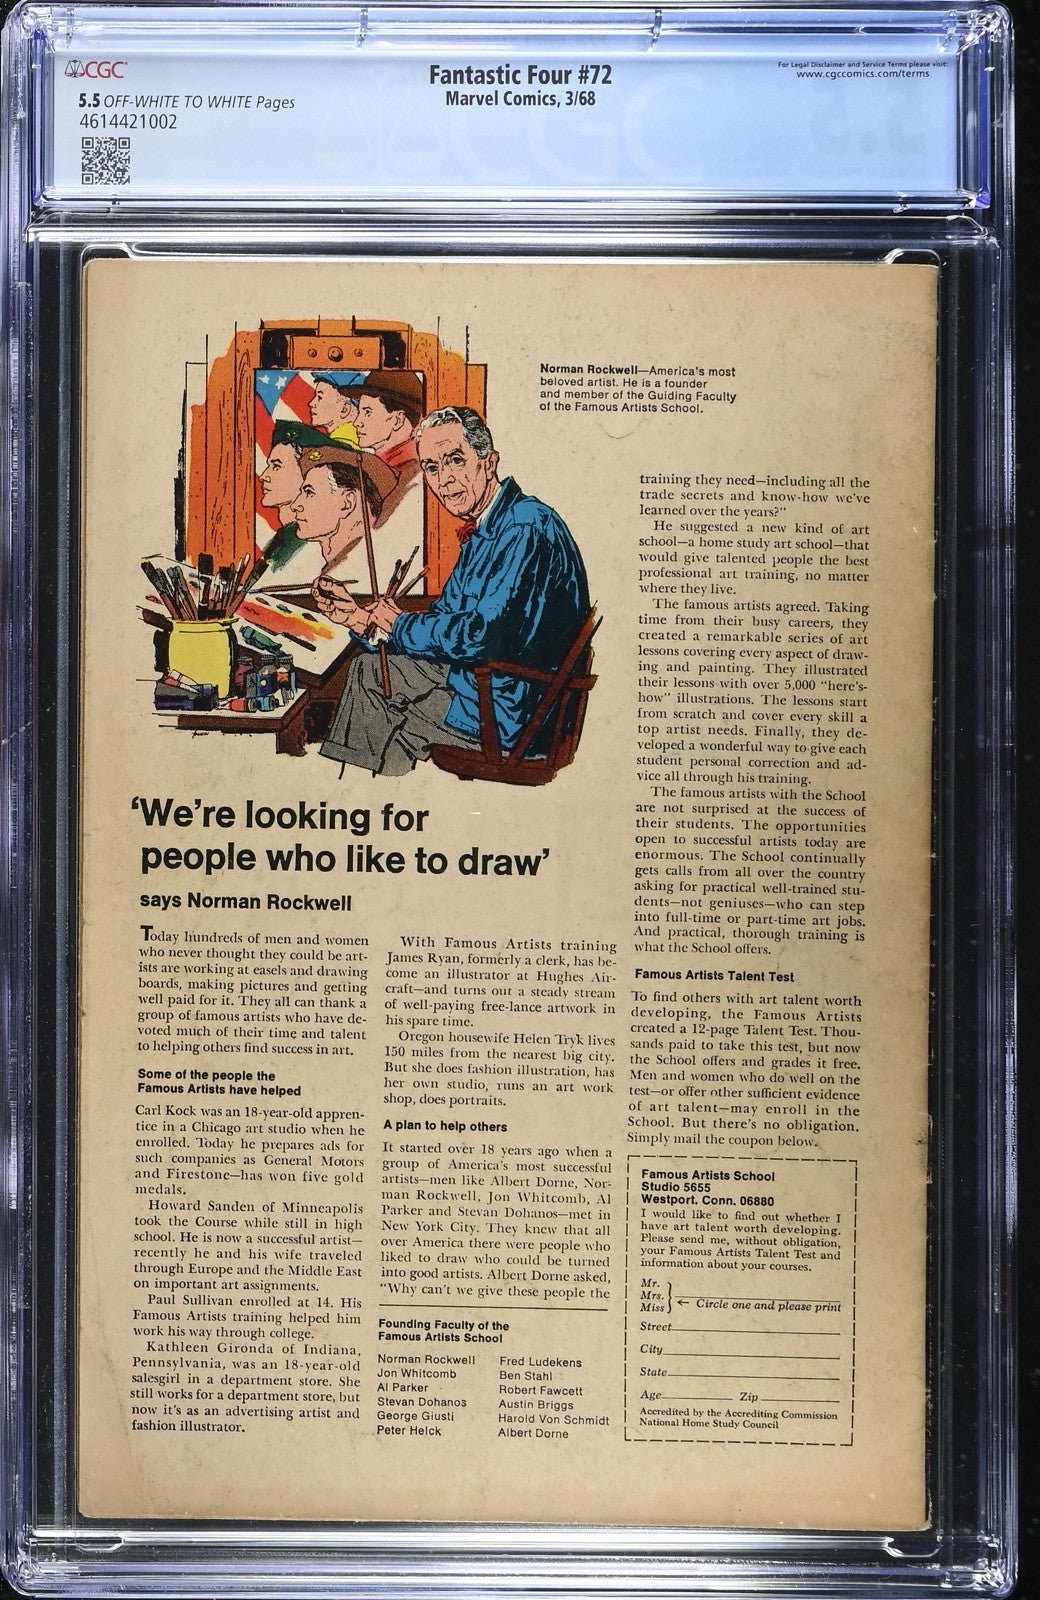 CGC
5.5 OFF-WHITE TO WHITE Pages
4614421002
Fantastic Four #72
Marvel Comics, 3/68
For Legal Disclaimer and Service Terms please visit:
www.cgccomics.com/terms
Norman Rockwell—America's most
beloved artist. He is a founder
and member of the Guiding Faculty
of the Famous Artists School.
'We're looking for
people who like to draw'
says Norman Rockwell
Today hundreds of men and women
who never thought they could be art-
ists are working at easels and drawing
boards, making pictures and getting
well paid for it. They all can thank a
group of famous artists who have de-
voted much of their time and talent
to helping others find success in art.
Some of the people the
Famous Artists have helped
Carl Kock was an 18-year-old appren-
tice in a Chicago art studio when he
enrolled. Today he prepares ads for
such companies as General Motors
and Firestone—has won five gold
medals.
Howard Sanden of Minneapolis
took the Course while still in high
school. He is now a successful artist—
recently he and his wife traveled
through Europe and the Middle East
on important art assignments.
Paul Sullivan enrolled at 14. His
Famous Artists training helped him
work his way through college.
Kathleen Gironda of Indiana,
Pennsylvania, was an 18-year-old
salesgirl in a department store. She
still works for a department store, but
now it's as an advertising artist and
fashion illustrator.
With Famous Artists training
James Ryan, formerly a clerk, has be-
come an illustrator at Hughes Air-
craft—and turns out a steady stream
of well-paying free-lance artwork in
his spare time.
Oregon housewife Helen Tryk lives
150 miles from the nearest big city.
But she does fashion illustration, has
her own studio, runs an art work
shop, does portraits.
A plan to help others
It started over 18 years ago when a
group of America's most successful
artists—men like Albert Dorne, Nor-
man Rockwell, Jon Whitcomb, Al
Parker and Stevan Dohanos—met in
New York City. They knew that all
over America there were people who
liked to draw who could be turned
into good artists. Albert Dorne asked,
"Why can't we give these people the
Founding Faculty of the
Famous Artists School
Norman Rockwell
Jon Whitcomb
Al Parker
Stevan Dohanos
George Giusti
Peter Helck
Fred Ludekens
Ben Stahl
Robert Fawcett
Austin Briggs
Harold Von Schmidt
Albert Dorne
training they need—including all the
trade secrets and know-how we've
learned over the years?"
He suggested a new kind of art
school—a home study art school—that
would give talented people the best
professional art training, no matter
where they live.
The famous artists agreed. Taking
time from their busy careers, they
created a remarkable series of art
lessons covering every aspect of draw-
ing and painting. They illustrated
their lessons with over 5,000 "here's-
how" illustrations. The lessons start
from scratch and cover every skill a
top artist needs. Finally, they de-
veloped a wonderful way to give each
student personal correction and ad-
vice all through his training.
The famous artists with the School
are not surprised at the success of
their students. The opportunities
open to successful artists today are
enormous. The School continually
gets calls from all over the country
asking for practical well-trained stu-
dents—not geniuses—who can step
into full-time or part-time art jobs.
And practical, thorough training is
what the School offers.
Famous Artists Talent Test
To find others with art talent worth
developing, the Famous Artists
created a 12-page Talent Test. Thou-
sands paid to take this test, but now
the School offers and grades it free.
Men and women who do well on the
test—or offer other sufficient evidence
of art talent—may enroll in the
School. But there's no obligation.
Simply mail the coupon below.
Famous Artists School
Studio 5655
Westport, Conn. 06880
I would like to find out whether I
have art talent worth developing.
Please send me, without obligation,
your Famous Artists Talent Test and
information about your courses.
Mr.
Mrs.
Miss ← Circle one and please print
Street
City
State
Age Zip
Accredited by the Accrediting Commission
National Home Study Council